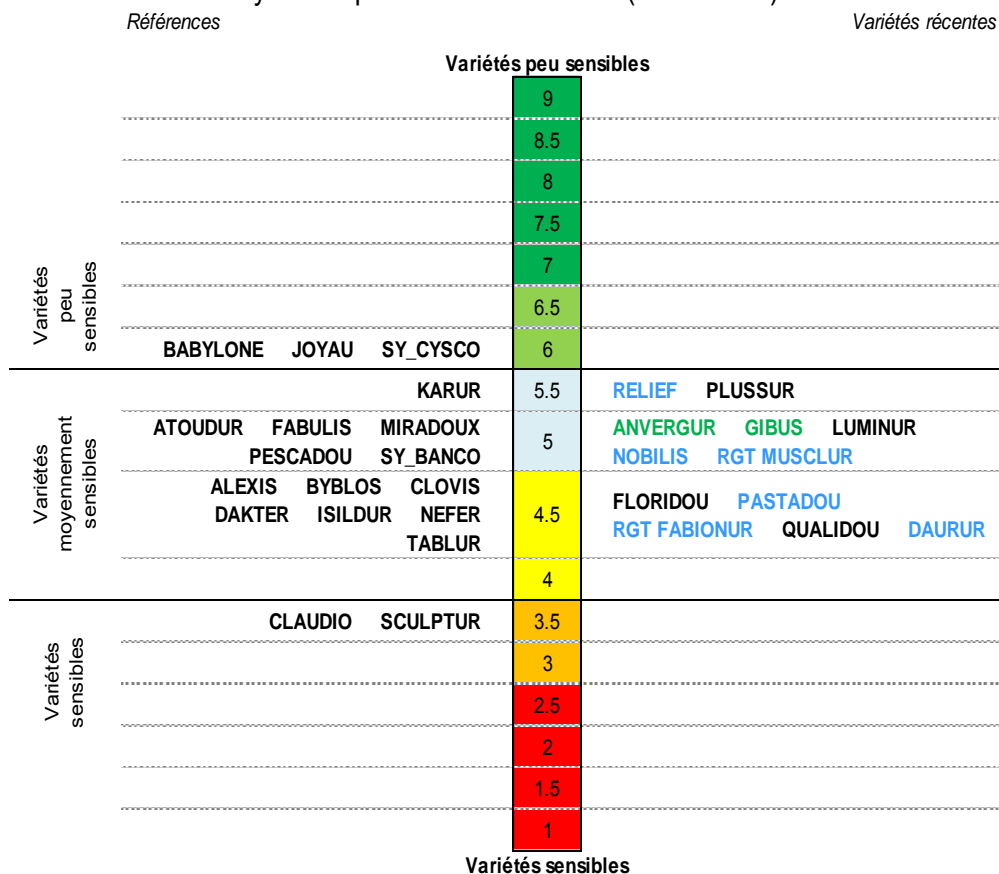 Références Variétés récentes
Variétés peu sensibles
9
8.5
8
7.5
7
6.5
Variétés
peu
sensibles
BABYLONE JOYAU SY_CYSCO 6
KARUR 5.5 RELIEF PLUSSUR
Variétés
moyennement
sensibles
ATOUDUR FABULIS MIRADOUX
PESCADOU SY_BANCO
5
ANVERGUR GIBUS LUMINUR
NOBILIS RGT MUSCLUR
ALEXIS BYBLOS CLOVIS
DAKTER ISILDUR NEFER
TABLUR
4.5
FLORIDOU PASTADOU
RGT FABIONUR QUALIDOU DAURUR
4
CLAUDIO SCULPTUR 3.5
Variétés
sensibles
3
2.5
2
1.5
1
Variétés sensibles